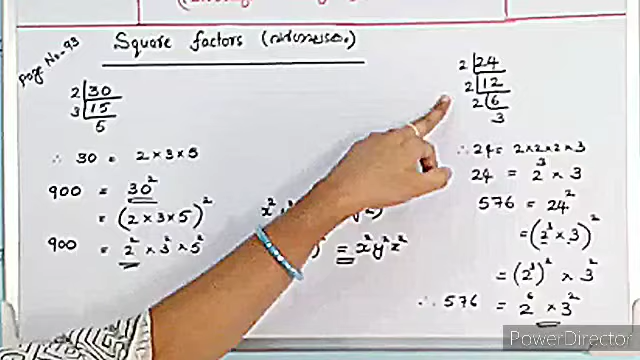 Page No-93
Square factors
2 | 30
3 | 15
5
∴ 30 = 2×3×5
900 = 30²
= (2×3×5)²
900 = 2² × 3² × 5²
= x²y²z²
2 | 24
2 | 12
2 | 6
3
∴ 24 = 2×2×2×3
24 = 2³ × 3
576 = 24²
= (2³ × 3)²
= (2³)² × 3²
∴ 576 = 2⁶ × 3²
PowerDirector